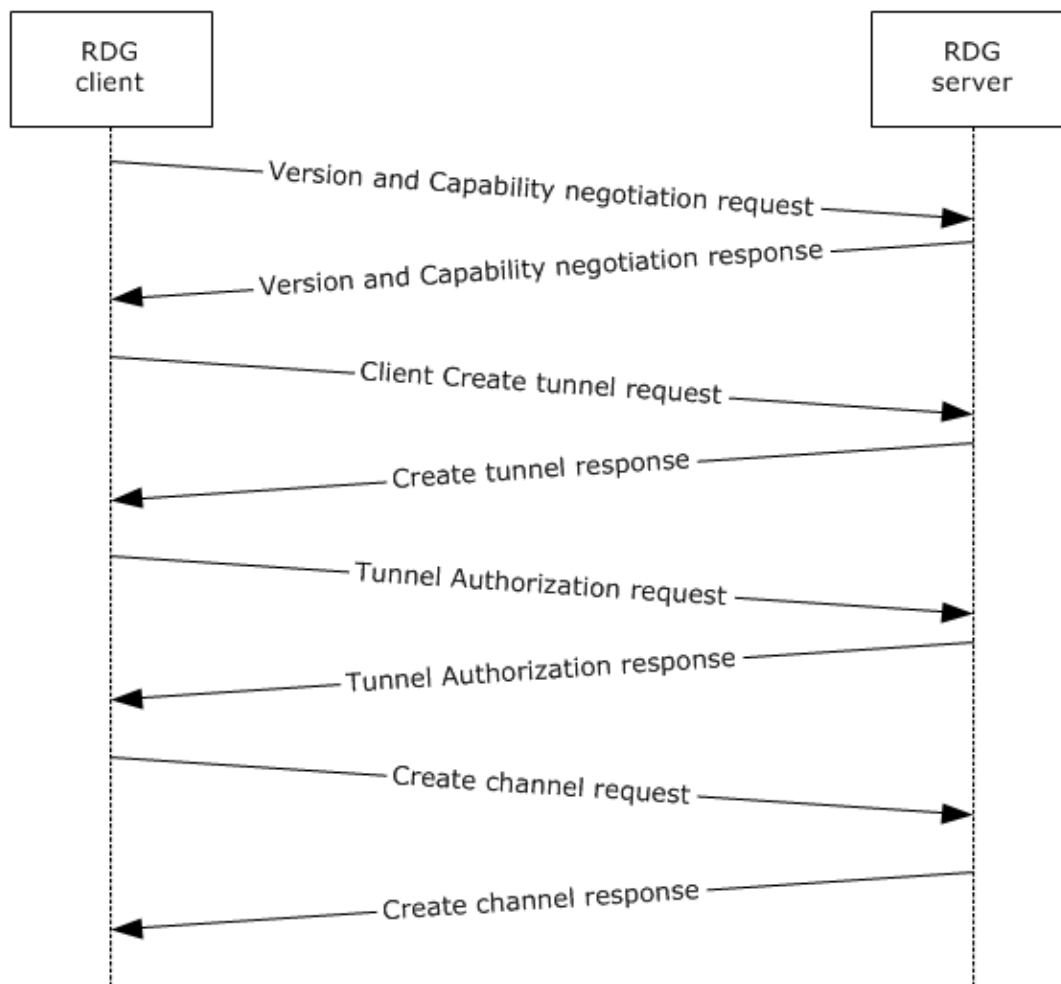 RDG
client
RDG
server
Version and Capability negotiation request
Version and Capability negotiation response
Client Create tunnel request
Create tunnel response
Tunnel Authorization request
Tunnel Authorization response
Create channel request
Create channel response